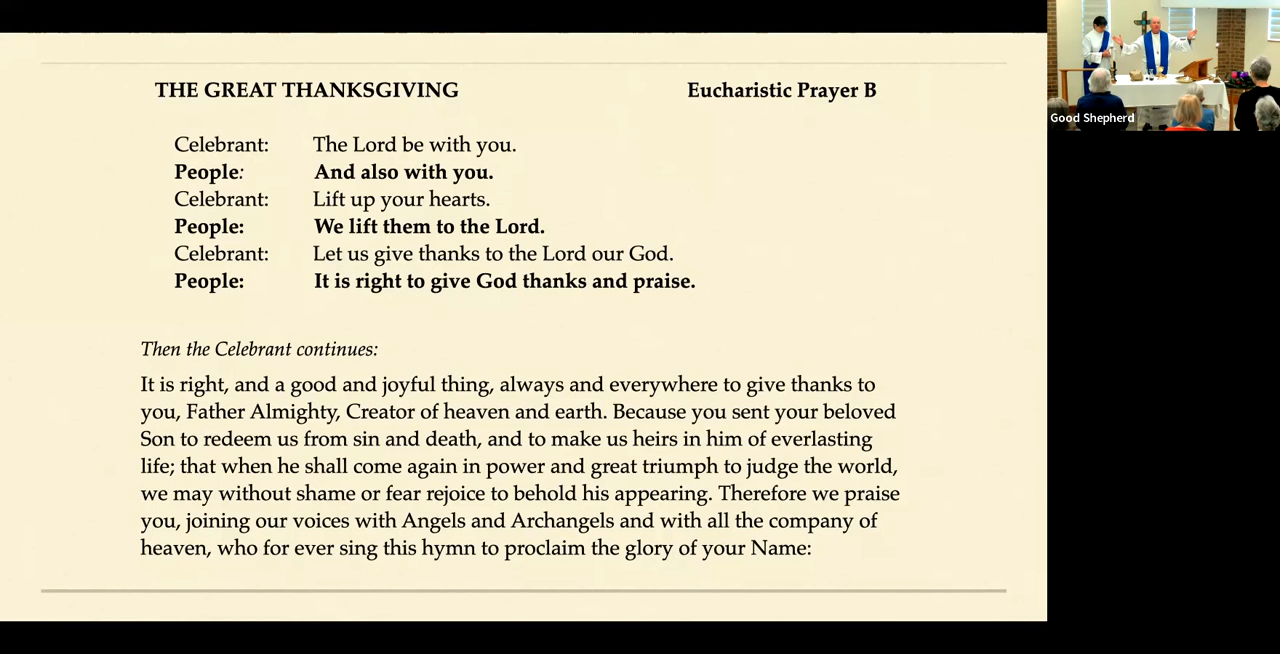 THE GREAT THANKSGIVING Eucharistic Prayer B
Celebrant: The Lord be with you.
People: And also with you.
Celebrant: Lift up your hearts.
People: We lift them to the Lord.
Celebrant: Let us give thanks to the Lord our God.
People: It is right to give God thanks and praise.
Then the Celebrant continues:
It is right, and a good and joyful thing, always and everywhere to give thanks to
you, Father Almighty, Creator of heaven and earth. Because you sent your beloved
Son to redeem us from sin and death, and to make us heirs in him of everlasting
life; that when he shall come again in power and great triumph to judge the world,
we may without shame or fear rejoice to behold his appearing. Therefore we praise
you, joining our voices with Angels and Archangels and with all the company of
heaven, who for ever sing this hymn to proclaim the glory of your Name:
Good Shepherd